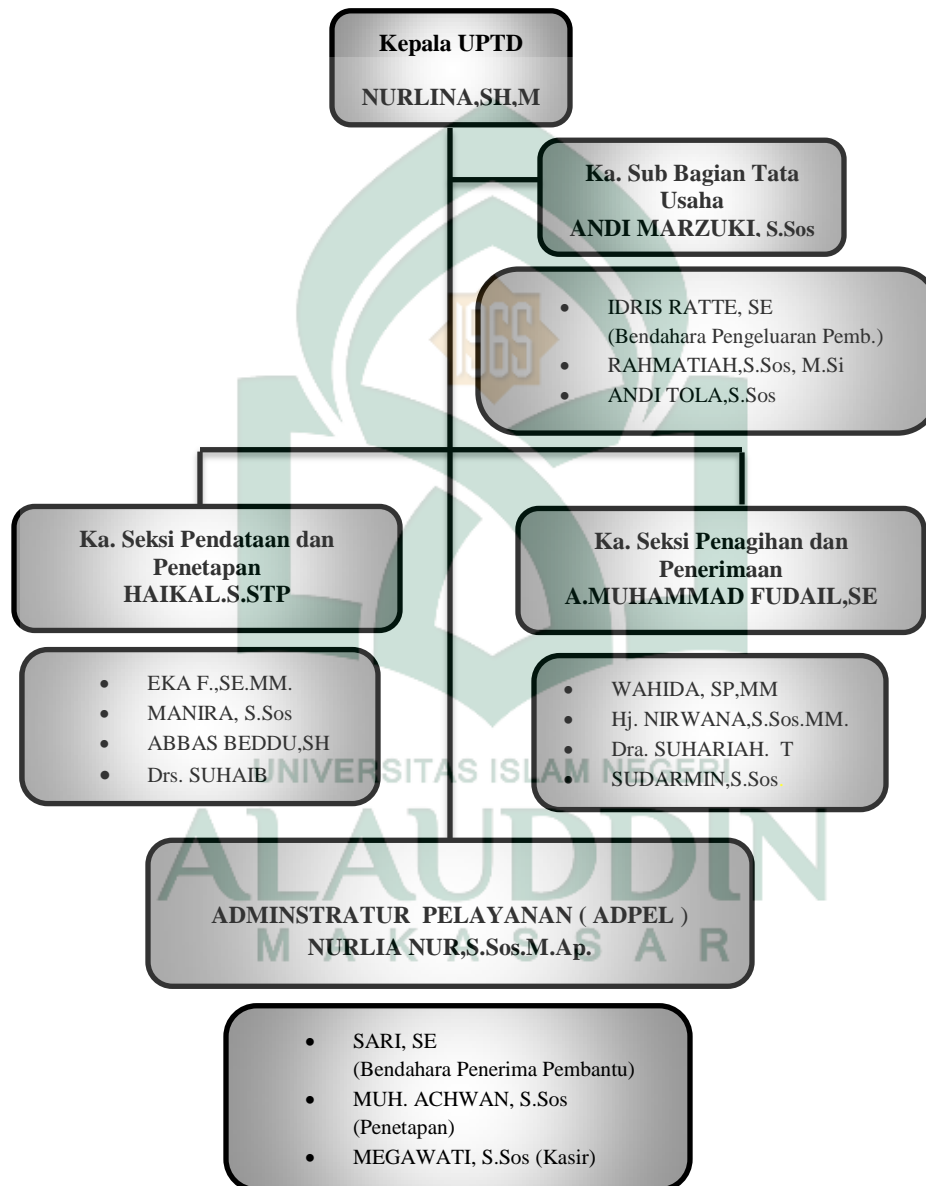 Kepala UPTD
NURLINA,SH,M
Ka. Sub Bagian Tata
Usaha
ANDI MARZUKI, S.Sos
• IDRIS RATTE, SE
(Bendahara Pengeluaran Pemb.)
• RAHMATIAH,S.Sos, M.Si
• ANDI TOLA,S.Sos
1965
Ka. Seksi Pendataan dan
Penetapan
HAIKAL.S.STP
• EKA F.,SE.MM.
• MANIRA, S.Sos
• ABBAS BEDDU,SH
• Drs. SUHAIB
Ka. Seksi Penagihan dan
Penerimaan
A.MUHAMMAD FUDAIL,SE
• WAHIDA, SP,MM
• Hj. NIRWANA,S.Sos.MM.
• Dra. SUHARIAH. T
• SUDARMIN,S.Sos
UNIVERSITAS ISLAM NEGERI
ALAUDDIN
MAKASSAR
ADMINSTRATUR PELAYANAN ( ADPEL )
NURLIA NUR,S.Sos.M.Ap.
• SARI, SE
(Bendahara Penerima Pembantu)
• MUH. ACHWAN, S.Sos
(Penetapan)
• MEGAWATI, S.Sos (Kasir)